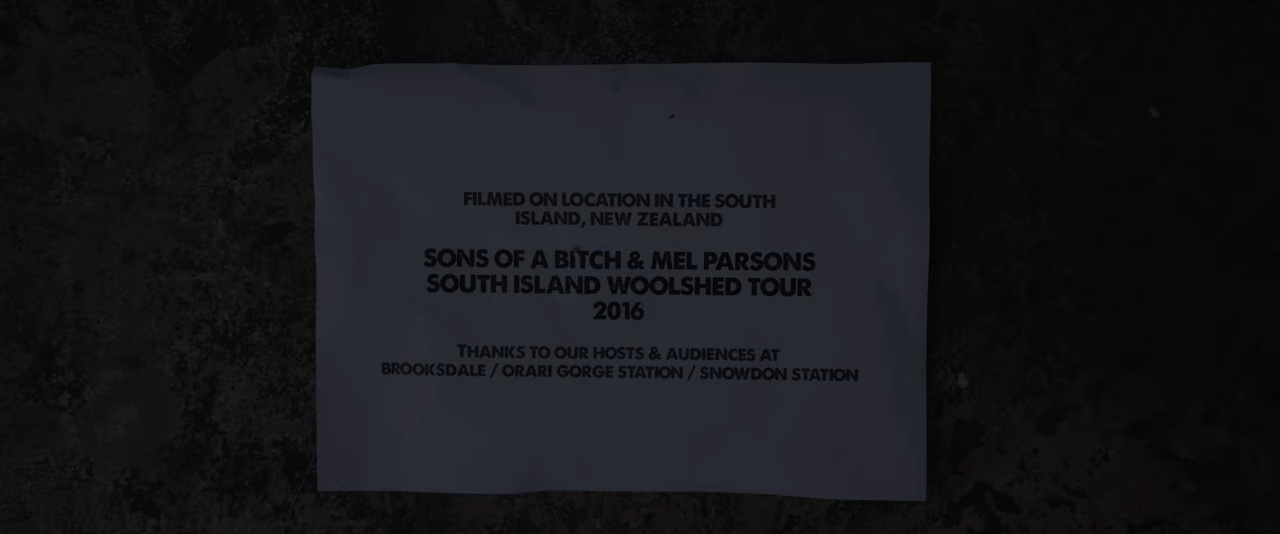 FILMED ON LOCATION IN THE SOUTH
ISLAND, NEW ZEALAND
SONS OF A BITCH & MEL PARSONS
SOUTH ISLAND WOOLSHED TOUR
2016
THANKS TO OUR HOSTS & AUDIENCES AT
BROOKSDALE / ORARI GORGE STATION / SNOWDON STATION